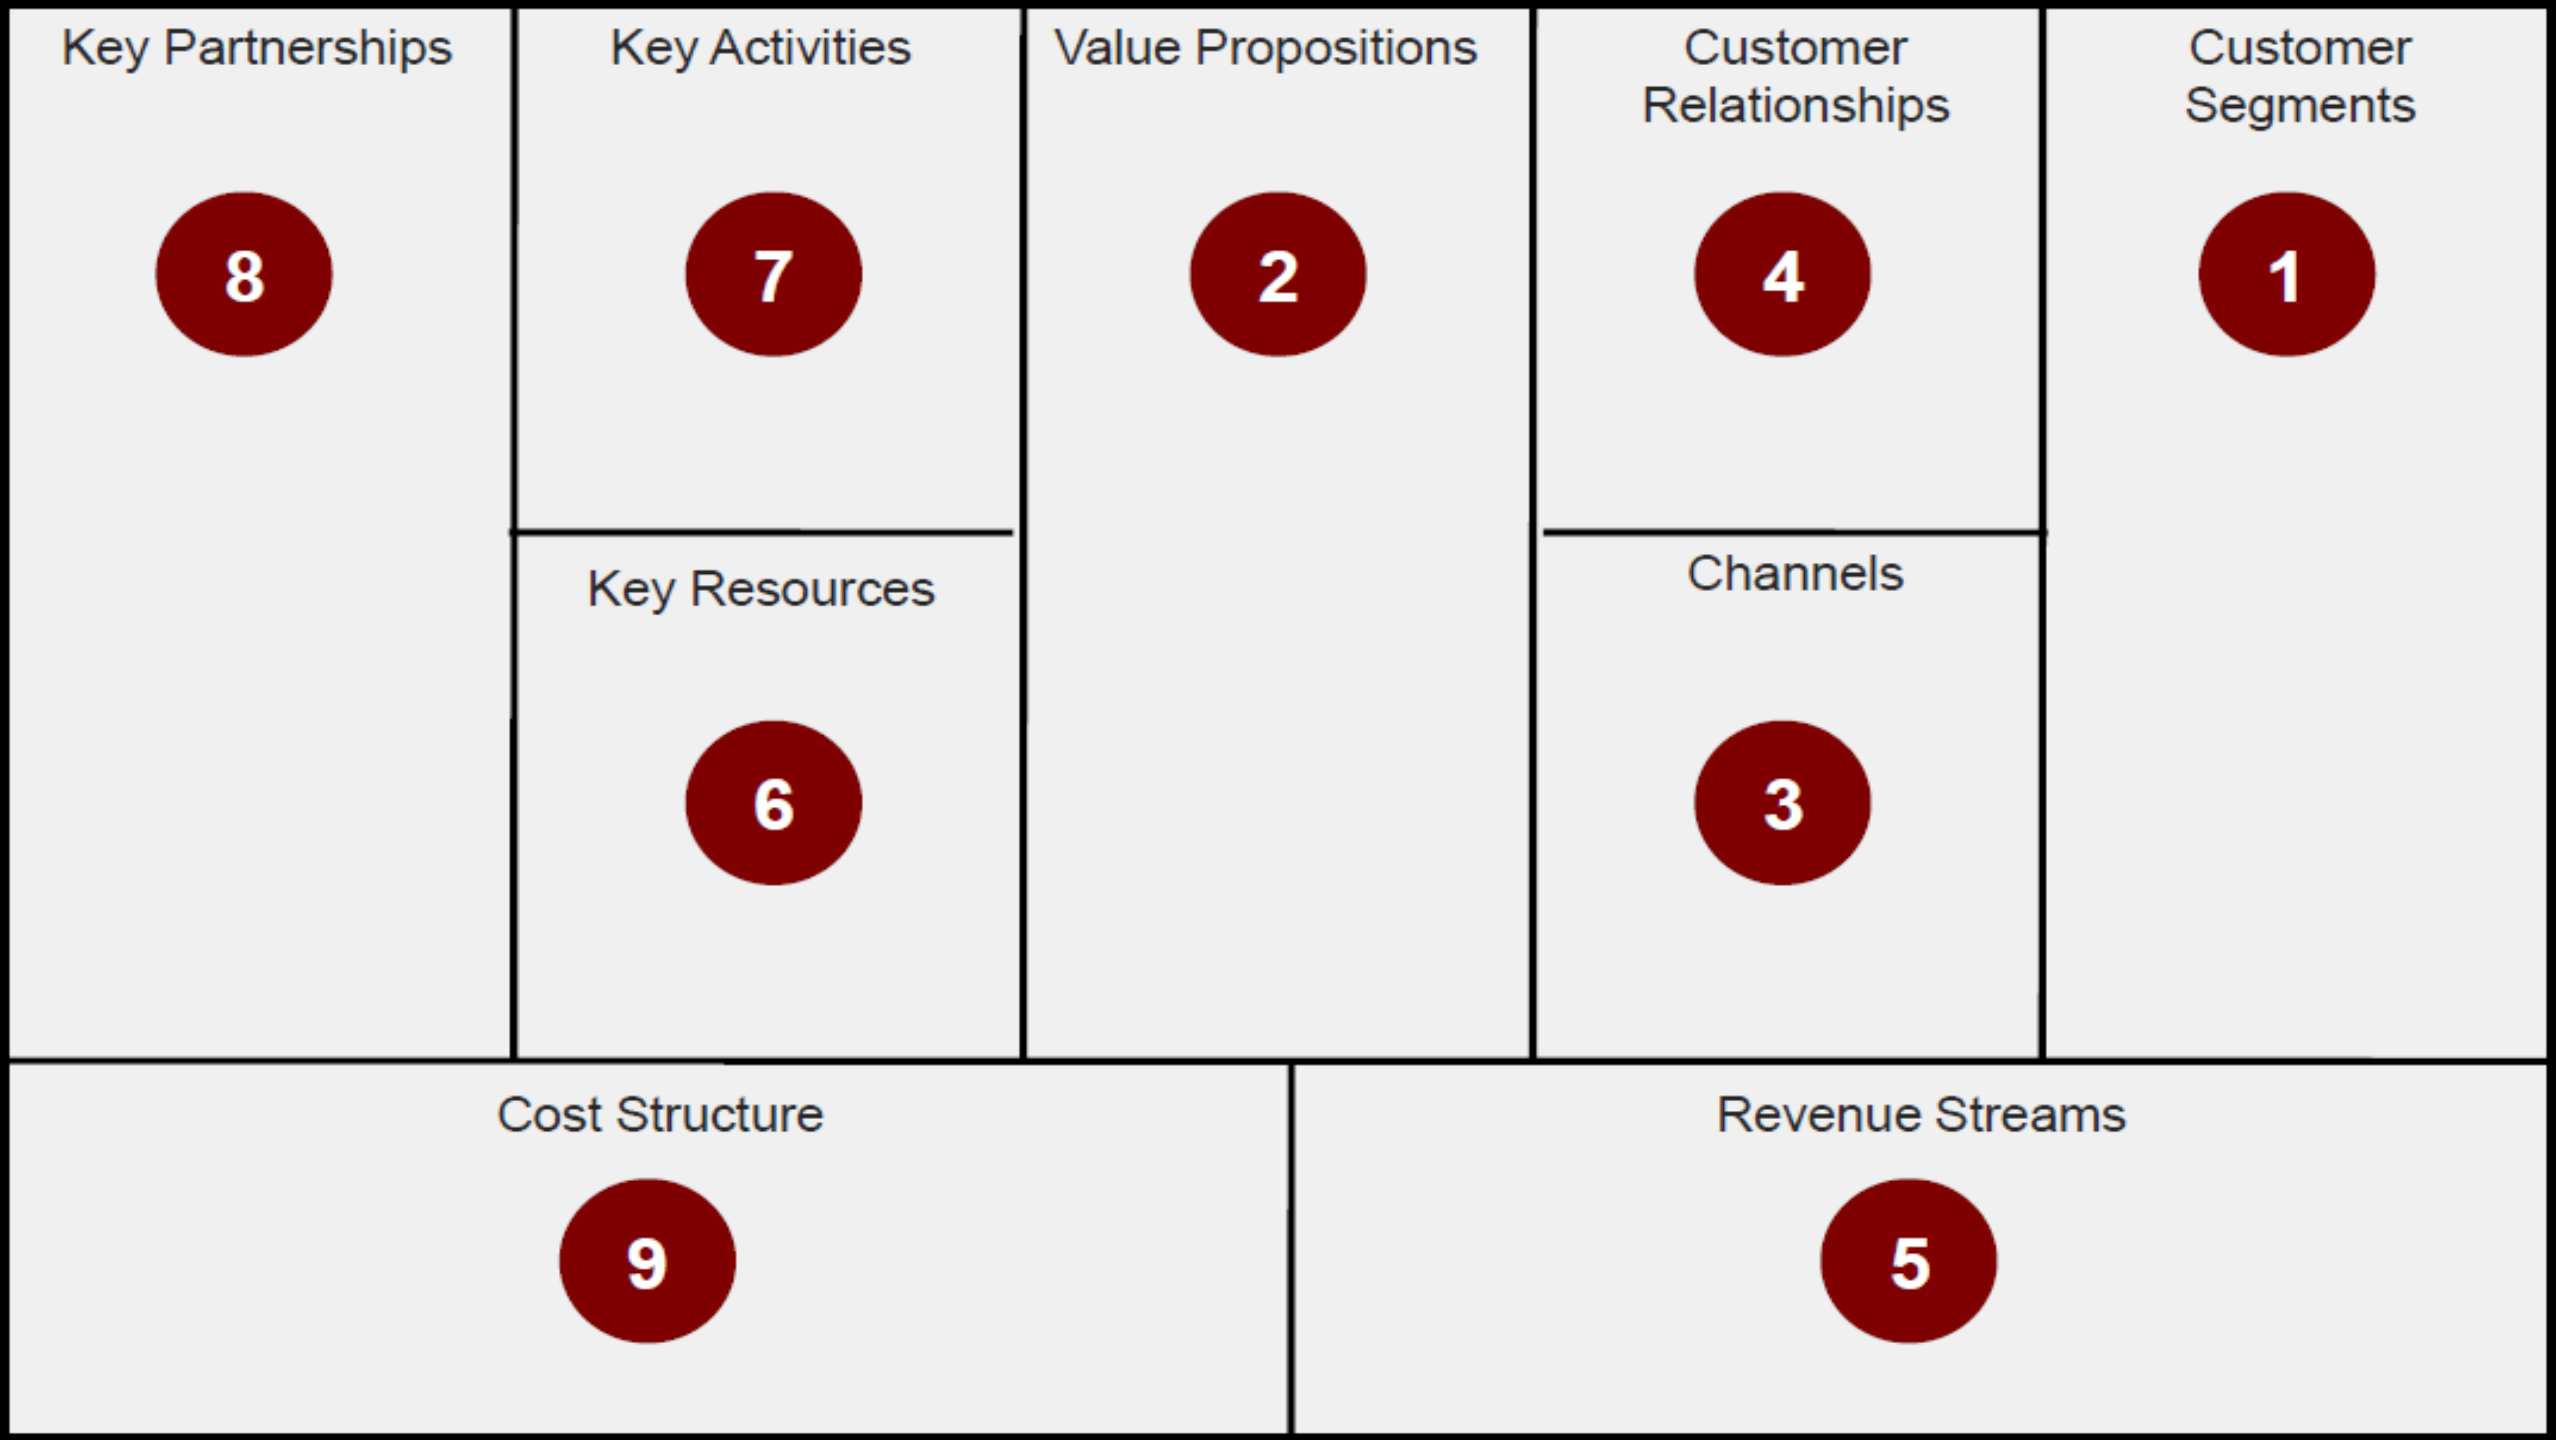 Key Partnerships
8
Key Activities
7
Key Resources
6
Value Propositions
2
Customer
Relationships
4
Channels
3
Customer
Segments
1
Cost Structure
9
Revenue Streams
5